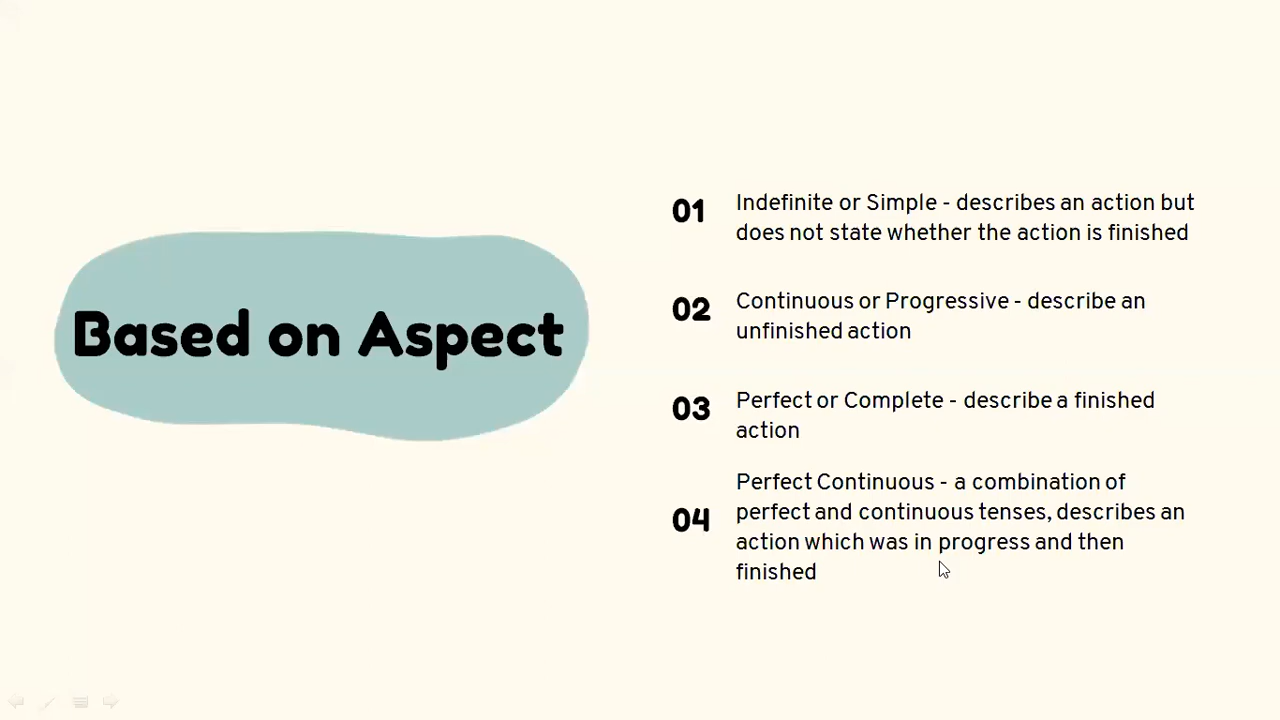 Based on Aspect
01
Indefinite or Simple - describes an action but
does not state whether the action is finished
02
Continuous or Progressive - describe an
unfinished action
03
Perfect or Complete - describe a finished
action
04
Perfect Continuous - a combination of
perfect and continuous tenses, describes an
action which was in progress and then
finished